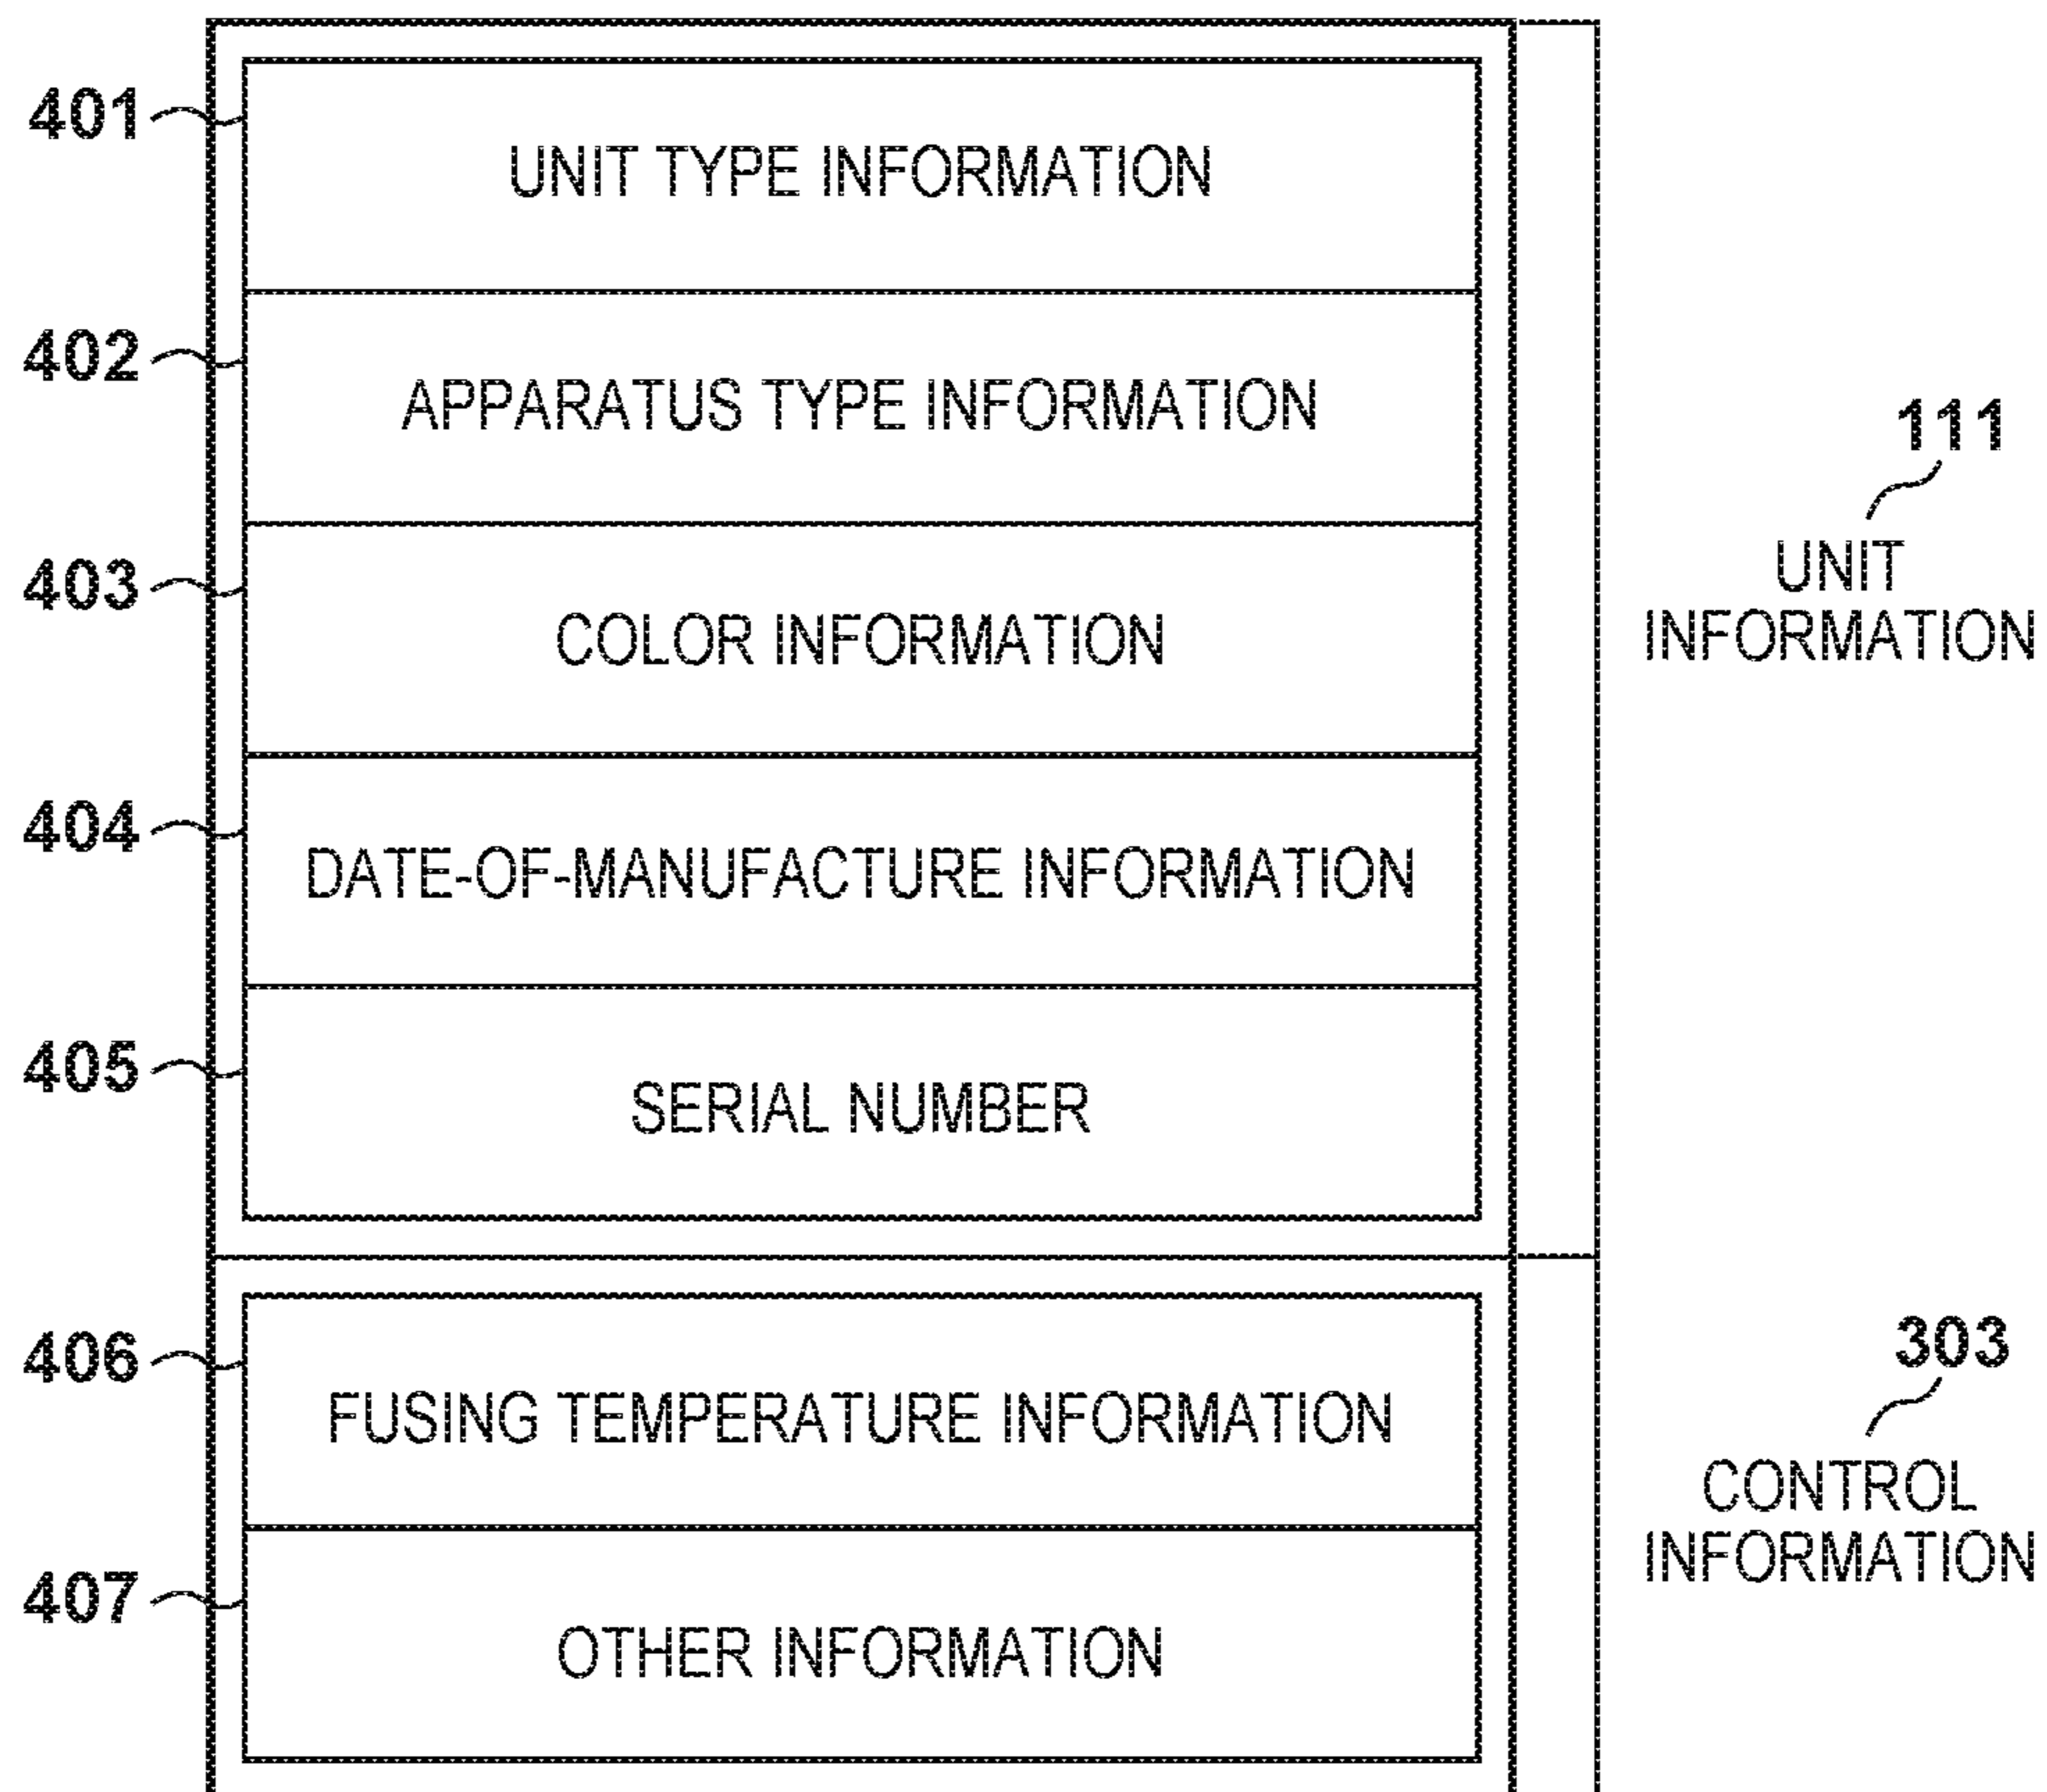 401
UNIT TYPE INFORMATION
402
APPARATUS TYPE INFORMATION
111
UNIT
INFORMATION
403
COLOR INFORMATION
404
DATE-OF-MANUFACTURE INFORMATION
405
SERIAL NUMBER
406
FUSING TEMPERATURE INFORMATION
303
CONTROL
INFORMATION
407
OTHER INFORMATION